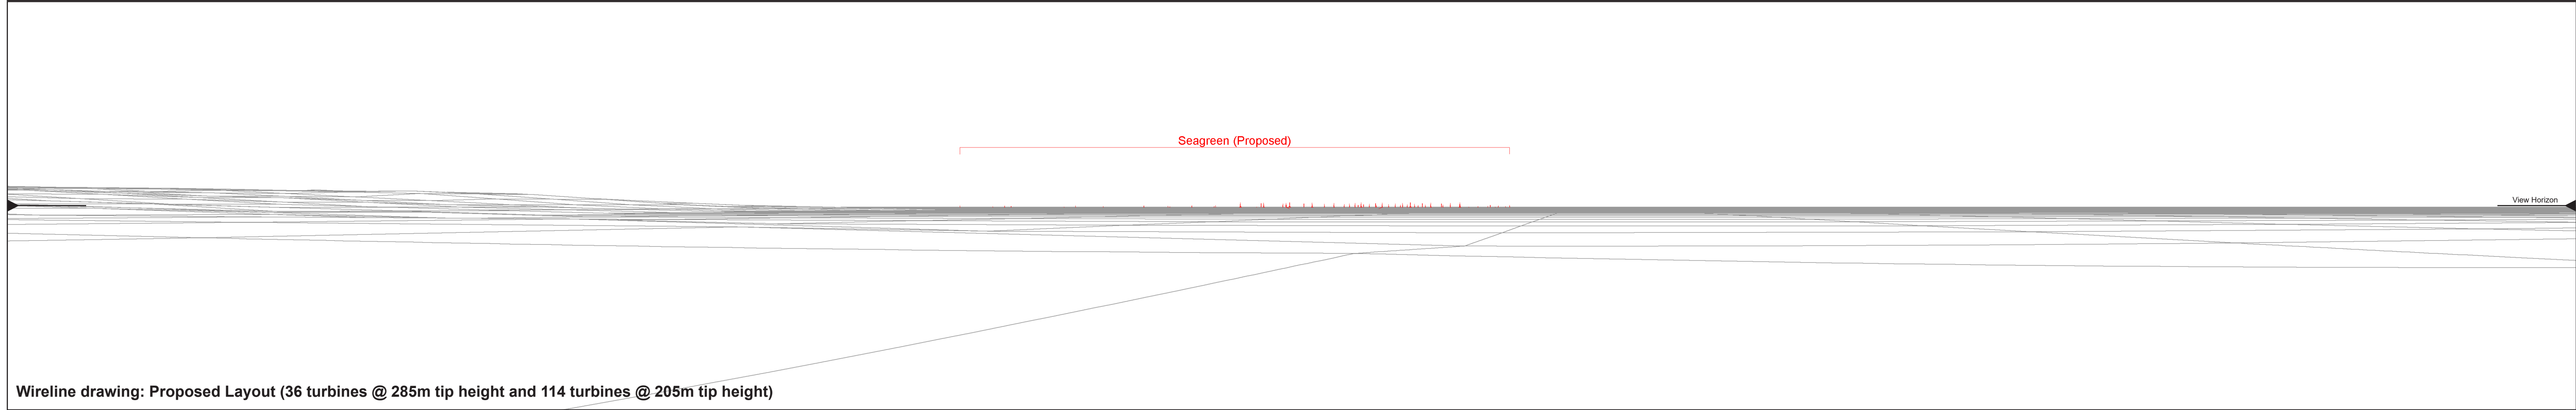 Seagreen (Proposed)
View Horizon
Wireline drawing: Proposed Layout (36 turbines @ 285m tip height and 114 turbines @ 205m tip height)